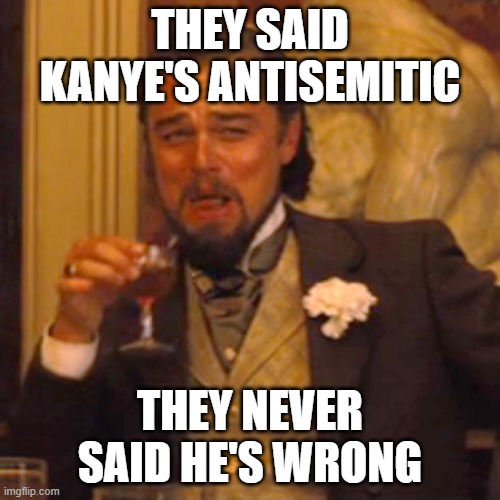 THEY SAID
KANYE'S ANTISEMITIC
THEY NEVER
SAID HE'S WRONG
imgflip.com